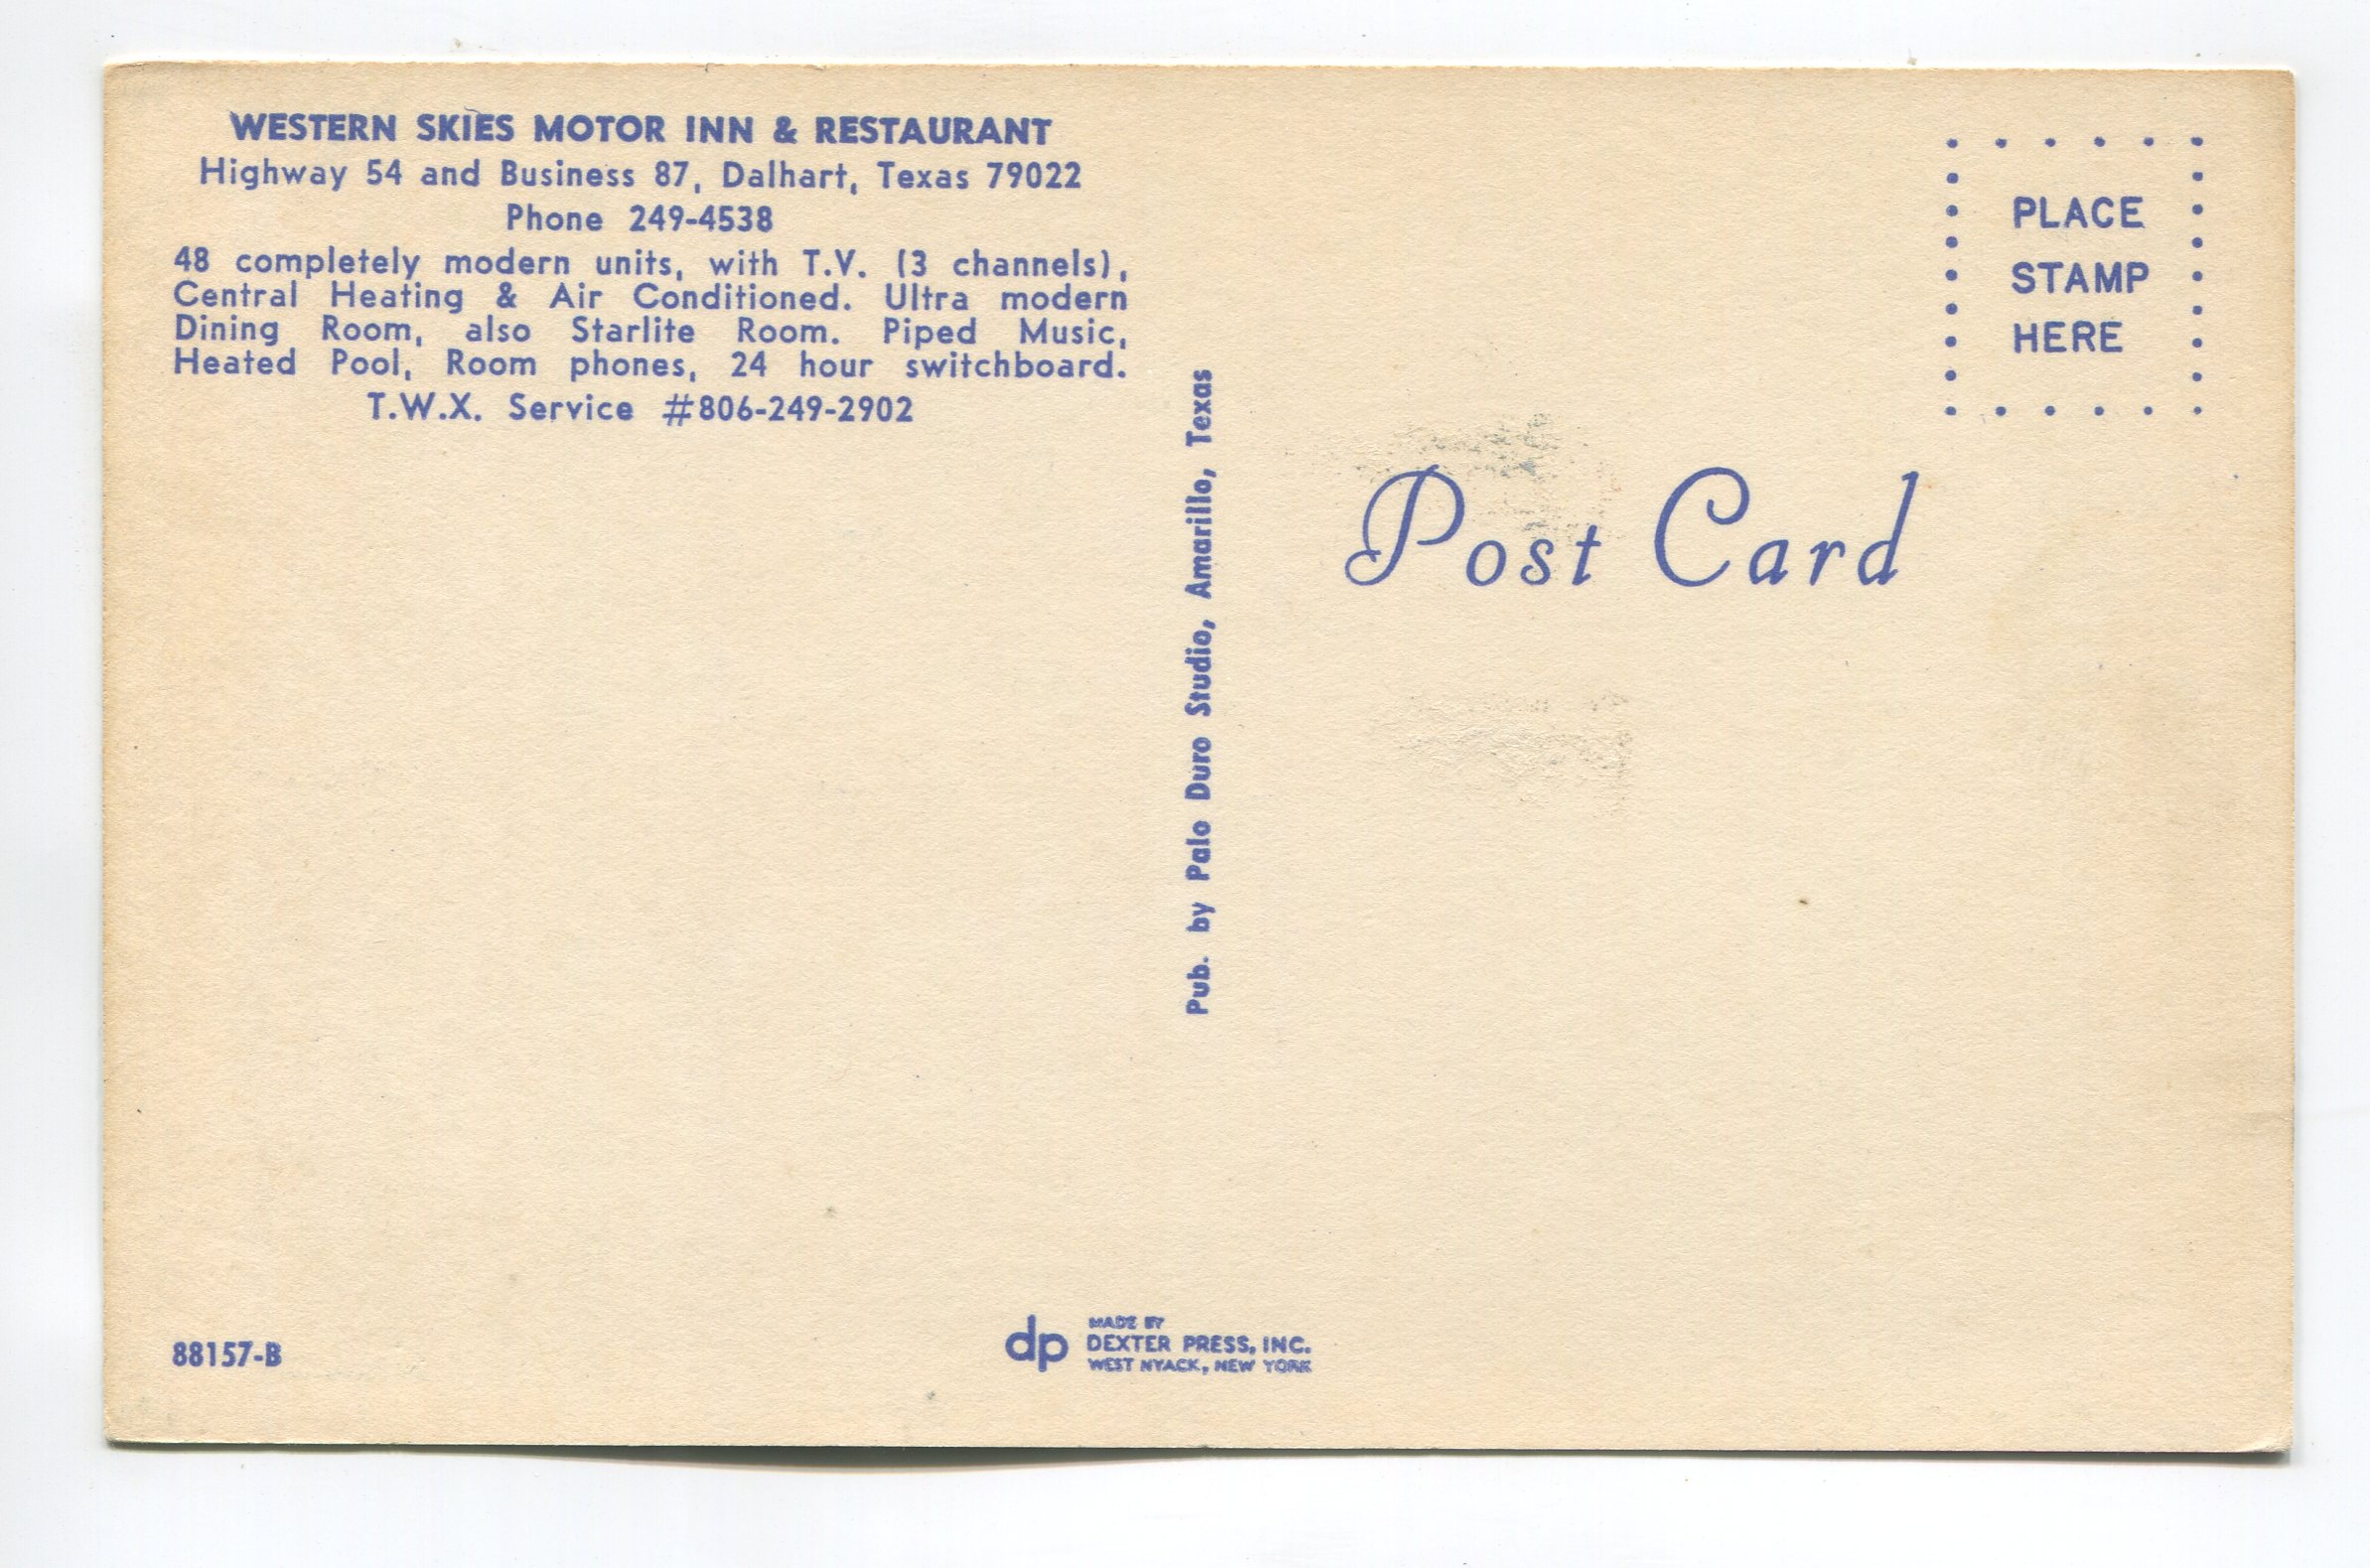 WESTERN SKIES MOTOR INN & RESTAURANT
Highway 54 and Business 87, Dalhart, Texas 79022
Phone 249-4538
48 completely modern units, with T.V. (3 channels),
Central Heating & Air Conditioned. Ultra modern
Dining Room, also Starlite Room. Piped Music,
Heated Pool, Room phones, 24 hour switchboard.
T.W.X. Service #806-249-2902
88157-B
Pub. by Palo Duro Studio, Amarillo, Texas
dp
MADE BY
DEXTER PRESS, INC.
WEST NYACK, NEW YORK
PLACE
STAMP
HERE
Post Card